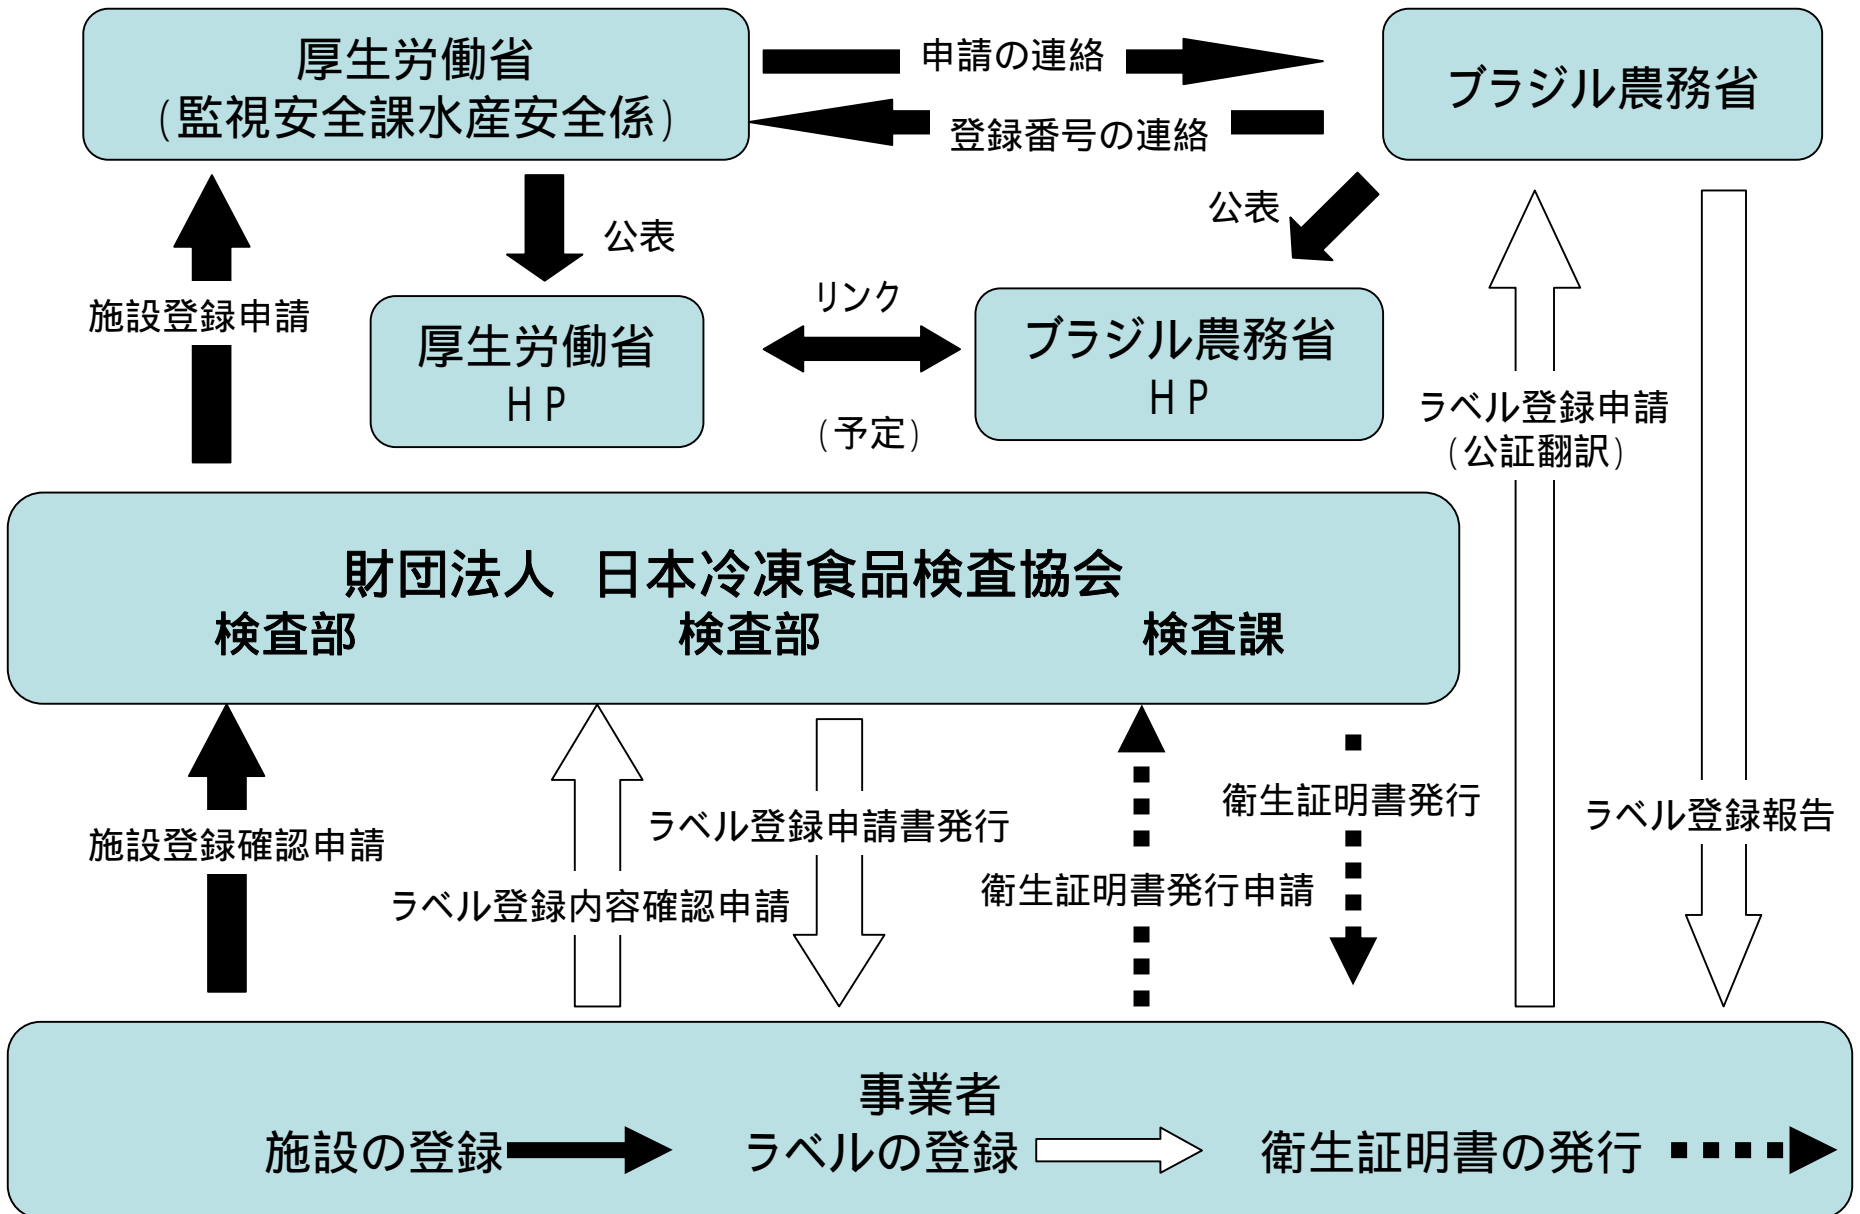 厚生労働省
(監視安全課水産安全係)
申請の連絡
登録番号の連絡
ブラジル農務省
公表
公表
施設登録申請
厚生労働省
HP
リンク
(予定)
ブラジル農務省
HP
ラベル登録申請
(公証翻訳)
財団法人　日本冷凍食品検査協会
検査部　検査部　検査課
施設登録確認申請
ラベル登録内容確認申請
ラベル登録申請書発行
衛生証明書発行申請
衛生証明書発行
ラベル登録報告
事業者
施設の登録　ラベルの登録　衛生証明書の発行